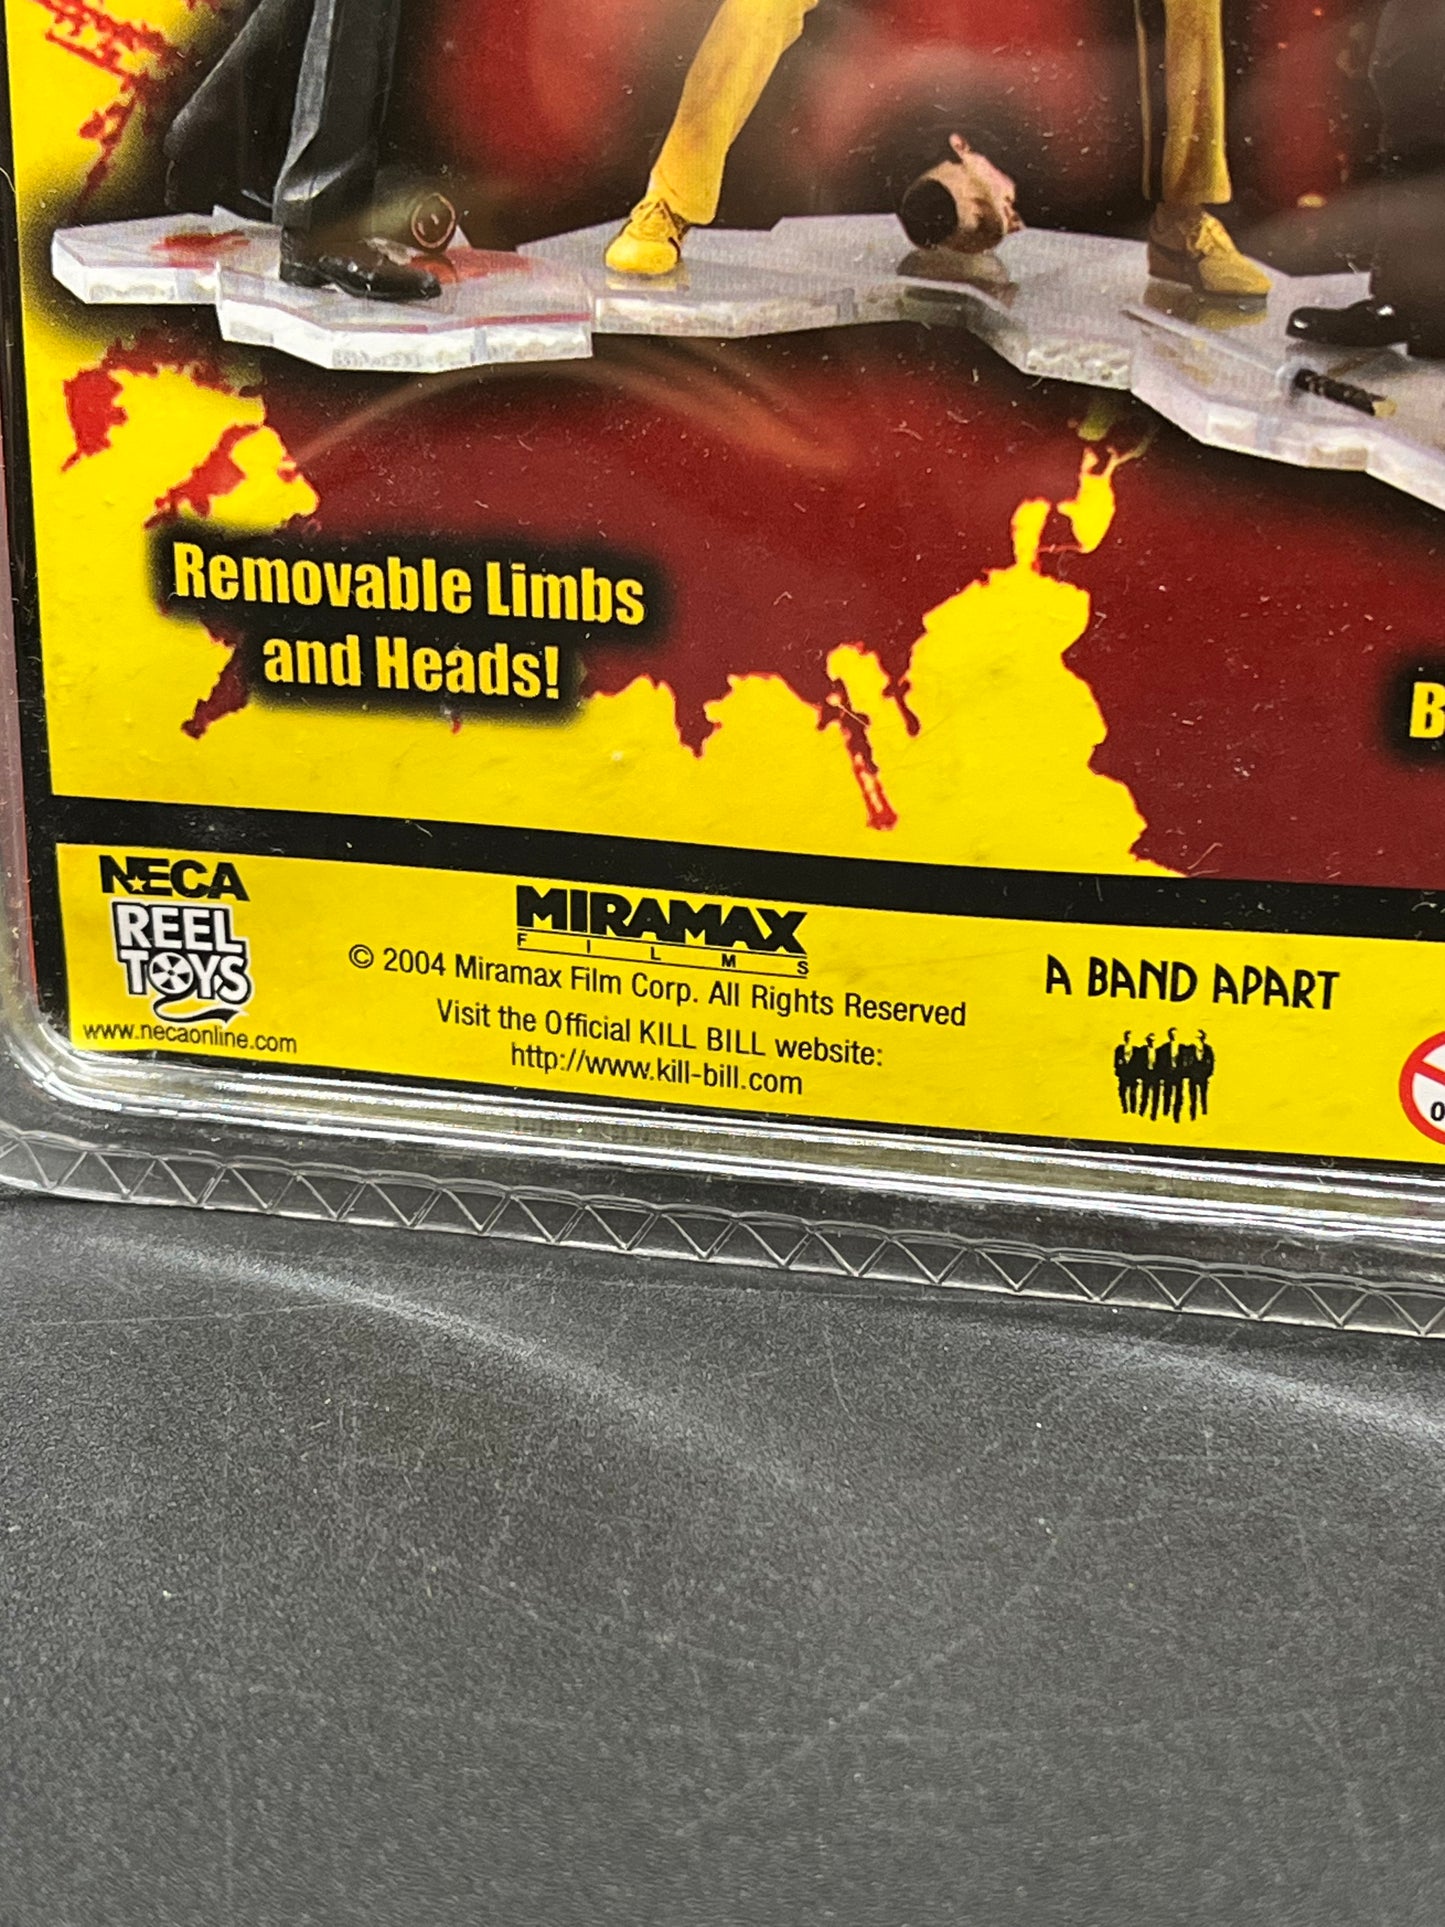 Removable Limbs
and Heads!
B
NECA
REEL
TOYS
www.necaonline.com
MIRAMAX
FILMS
© 2004 Miramax Film Corp. All Rights Reserved
Visit the Official KILL BILL website:
http://www.kill-bill.com
A BAND APART
0